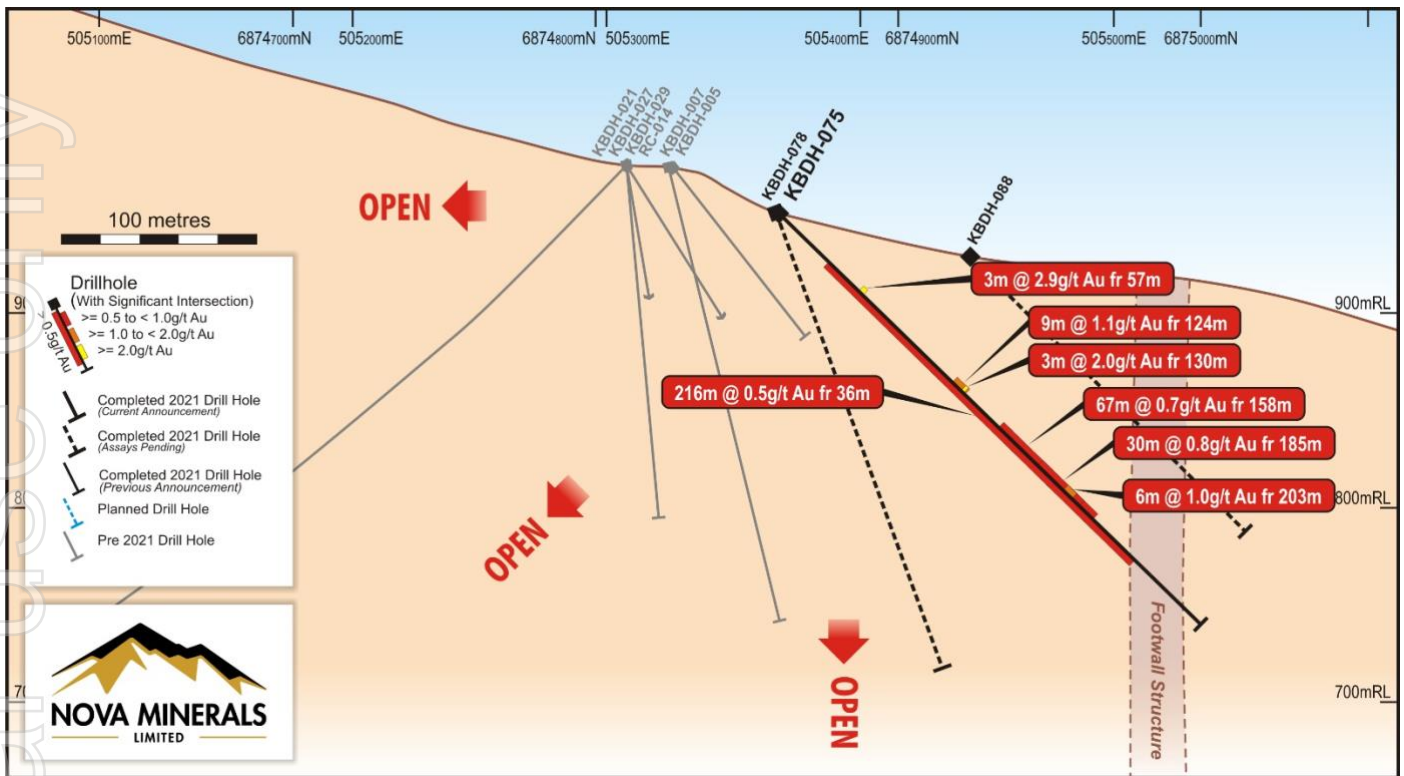 505100mE
6874700mN
505200mE
6874800mN
505300mE
505400mE
6874900mN
505500mE
6875000mN
KBDH-021
KBDH-027
KBDH-029
RC-014
KBDH-007
KBDH-005
KBDH-078
KBDH-075
KBDH-088
OPEN
100 metres
Drillhole
(With Significant Intersection)
>= 0.5 to < 1.0g/t Au
>= 1.0 to < 2.0g/t Au
>= 2.0g/t Au
> 0.5g/t Au
Completed 2021 Drill Hole
(Current Announcement)
Completed 2021 Drill Hole
(Assays Pending)
Completed 2021 Drill Hole
(Previous Announcement)
Planned Drill Hole
Pre 2021 Drill Hole
3m @ 2.9g/t Au fr 57m
900mRL
9m @ 1.1g/t Au fr 124m
3m @ 2.0g/t Au fr 130m
216m @ 0.5g/t Au fr 36m
67m @ 0.7g/t Au fr 158m
30m @ 0.8g/t Au fr 185m
6m @ 1.0g/t Au fr 203m
800mRL
OPEN
OPEN
Footwall Structure
700mRL
NOVA MINERALS
LIMITED